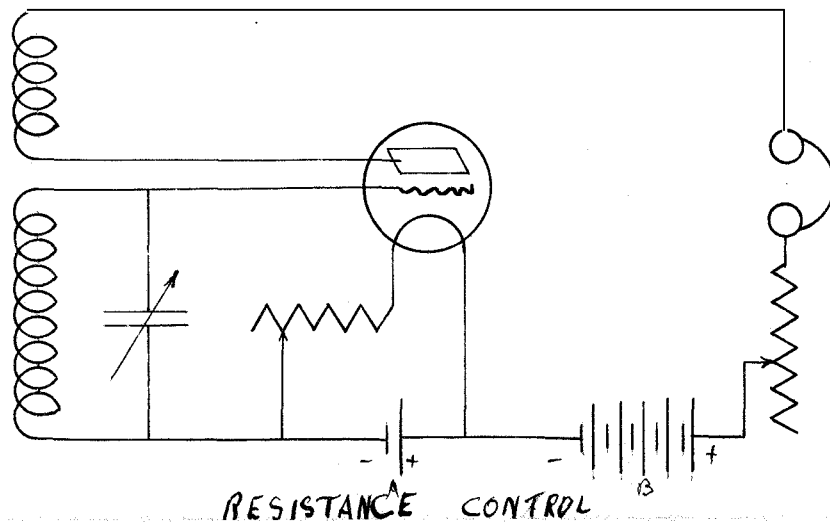 - + - +
A B
RESISTANCE CONTROL